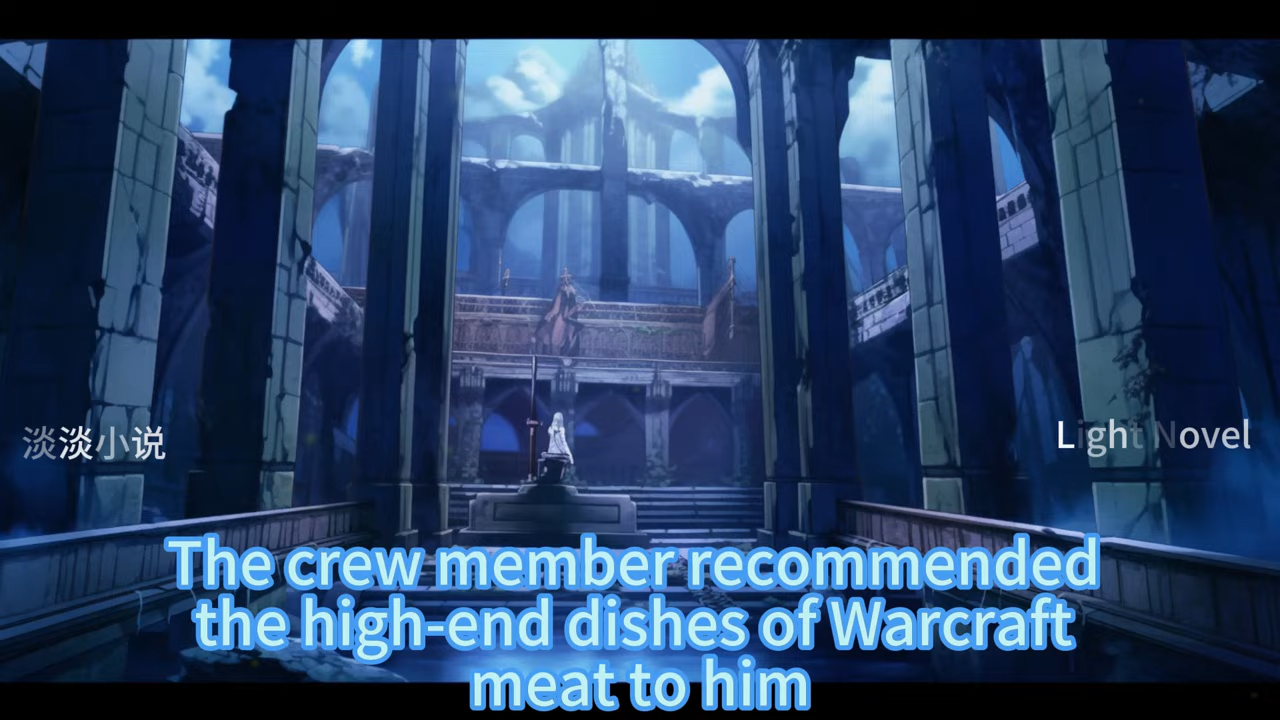 淡淡小说
Light Novel
The crew member recommended
the high-end dishes of Warcraft
meat to him